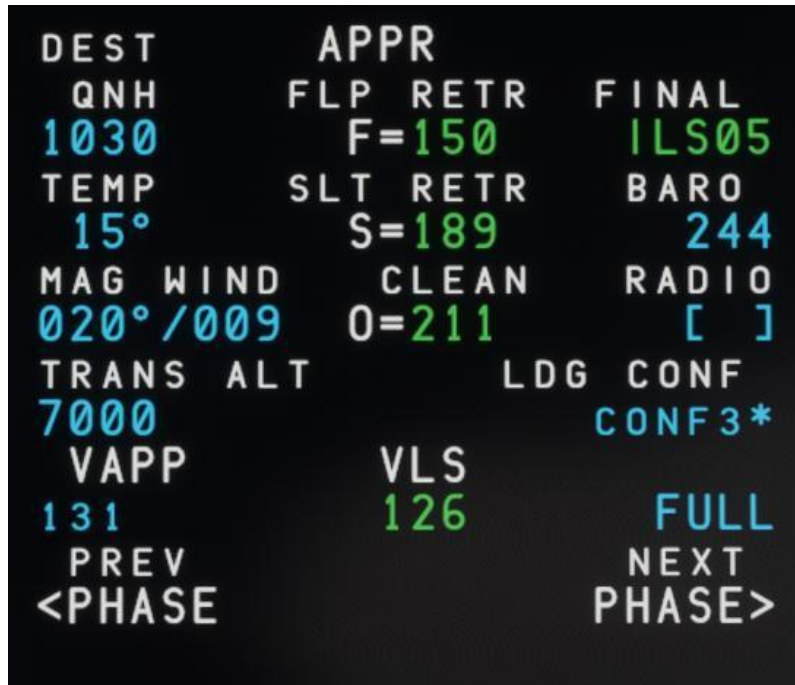 DEST APPR
QNH FLP RETR FINAL
1030 F=150 ILS05
TEMP SLT RETR BARO
15° S=189 244
MAG WIND CLEAN RADIO
020°/009 O=211 [ ]
TRANS ALT LDG CONF
7000 CONF3*
VAPP VLS
131 126 FULL
PREV NEXT
<PHASE PHASE>